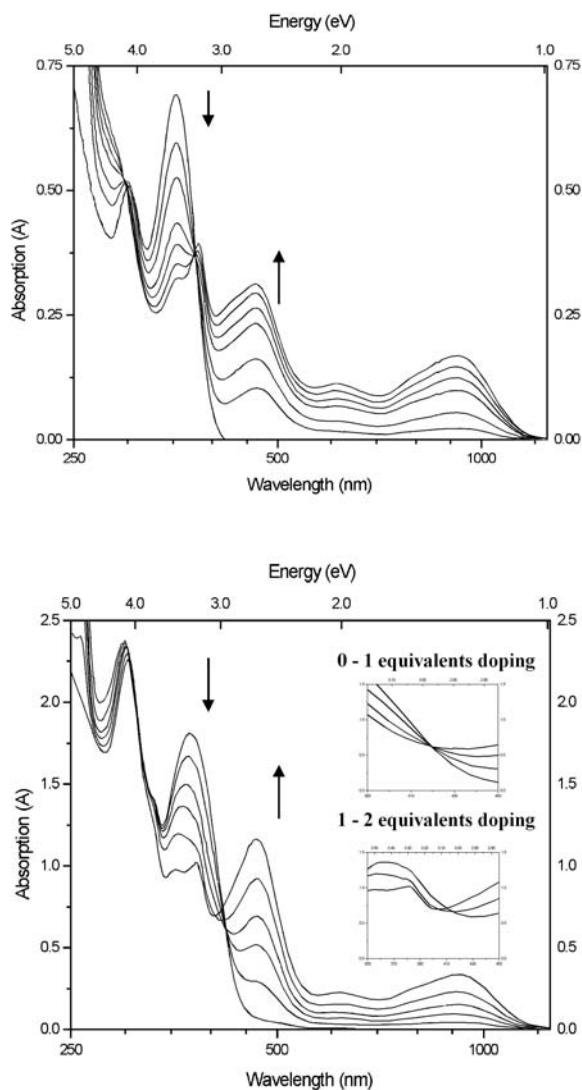 Energy (eV)
5.0 4.0 3.0 2.0 1.0
0.75 0.75
0.50 0.50
0.25 0.25
0.00 0.00
Absorption (A)
250 500 1000
Wavelength (nm)
Energy (eV)
5.0 4.0 3.0 2.0 1.0
2.5 2.5
2.0 2.0
1.5 1.5
1.0 1.0
0.5 0.5
0.0 0.0
Absorption (A)
0 - 1 equivalents doping
1 - 2 equivalents doping
250 500 1000
Wavelength (nm)